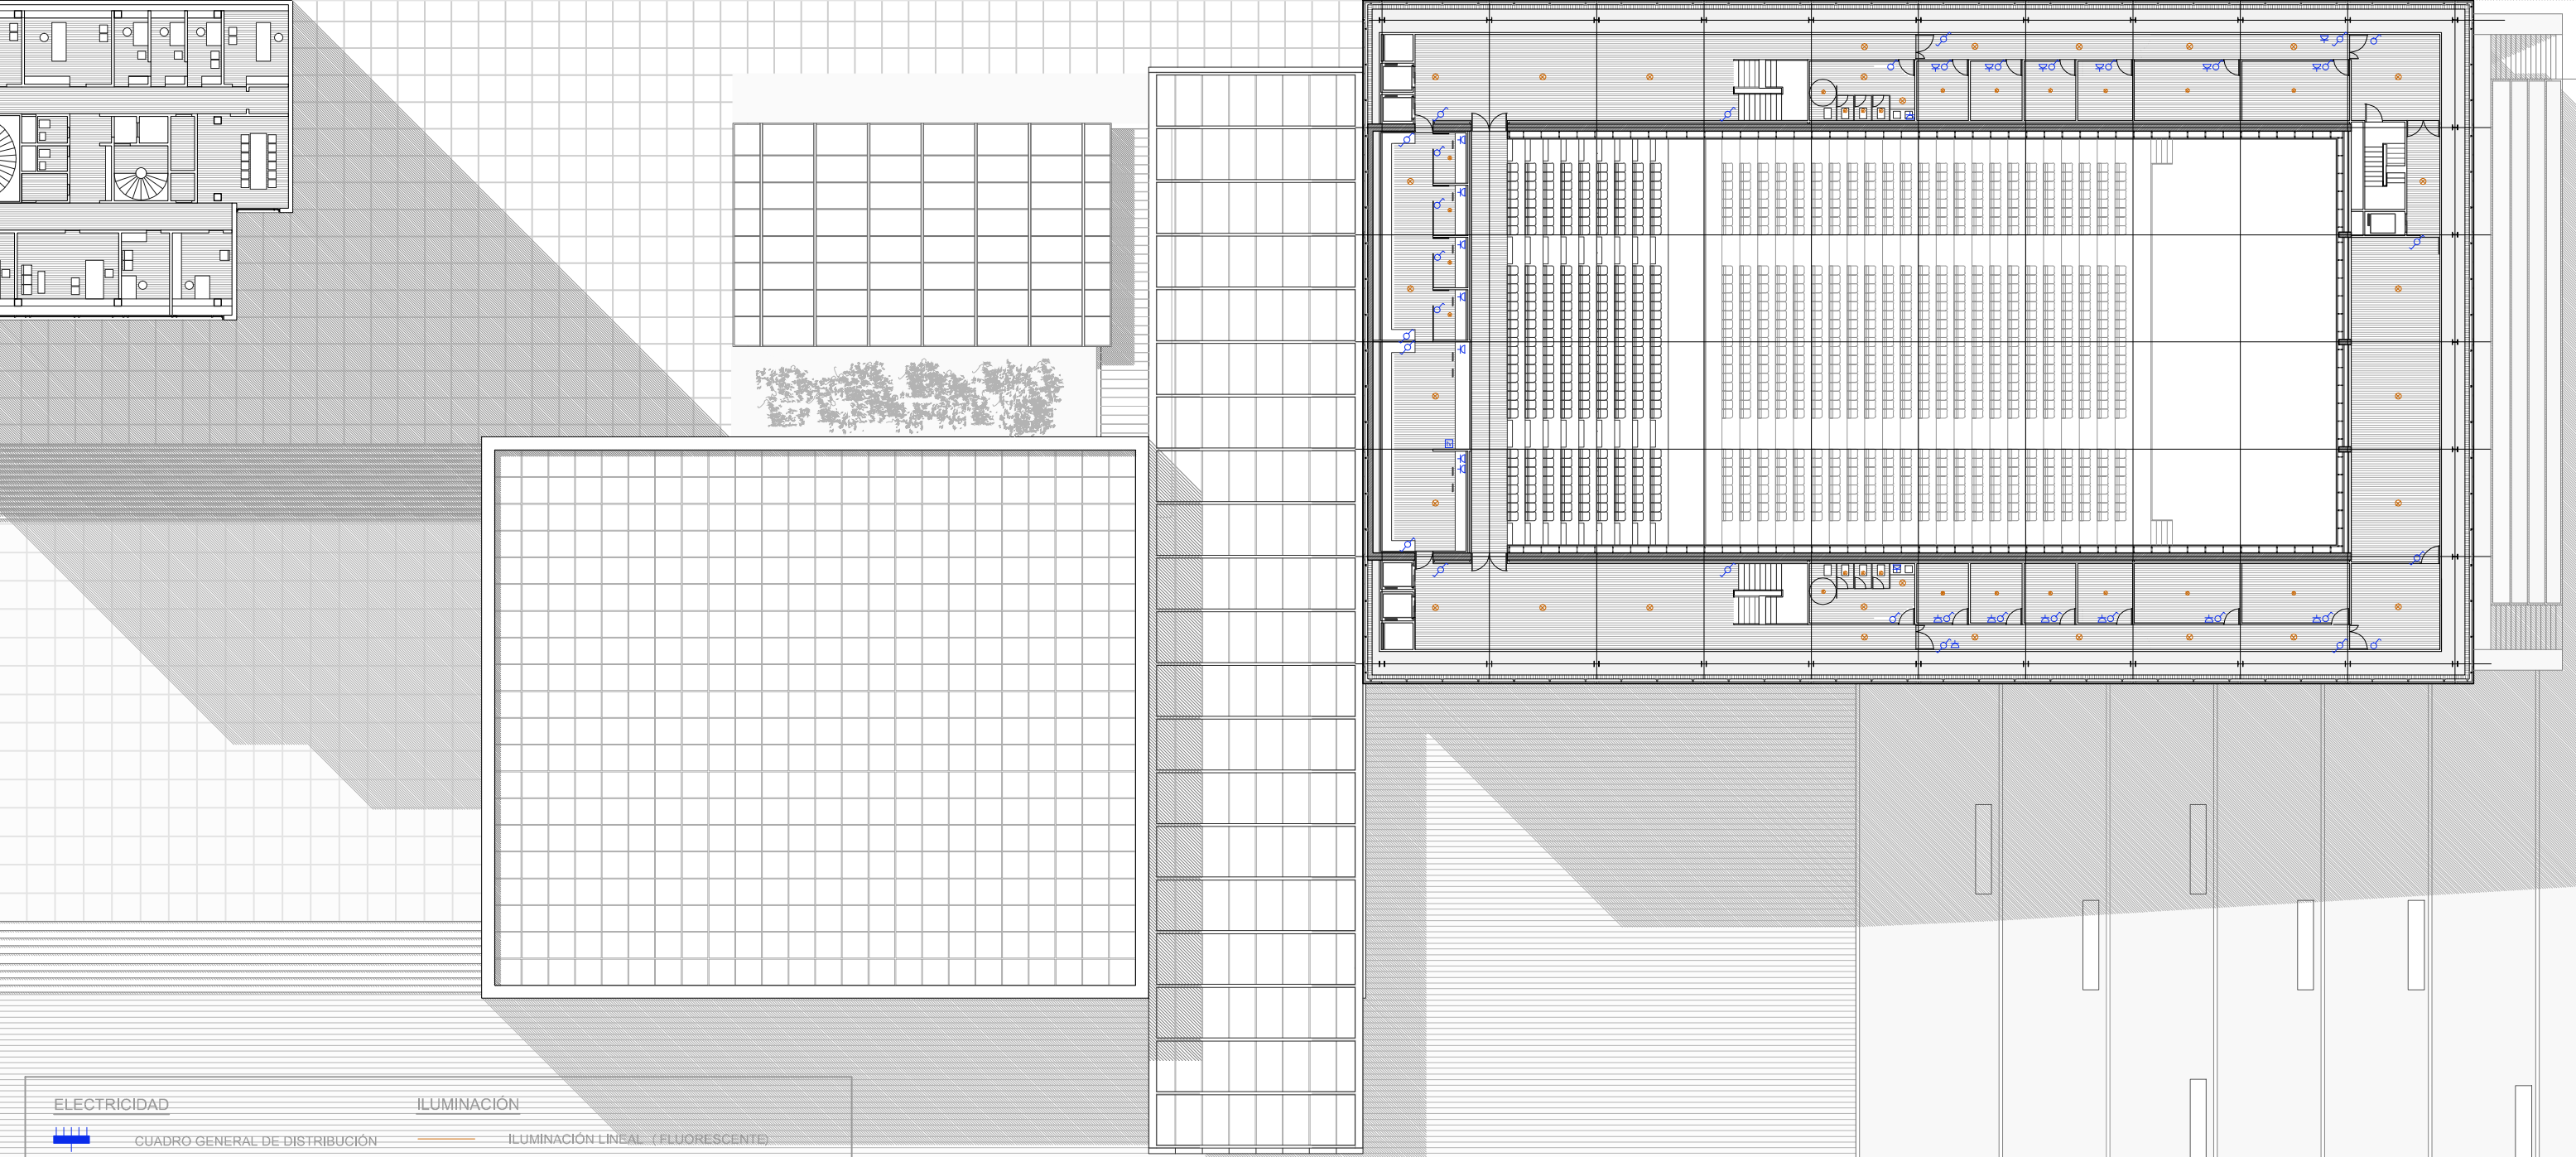 ELECTRICIDAD
ILUMINACIÓN
CUADRO GENERAL DE DISTRIBUCIÓN
ILUMINACIÓN LINEAL ( FLUORESCENTE)